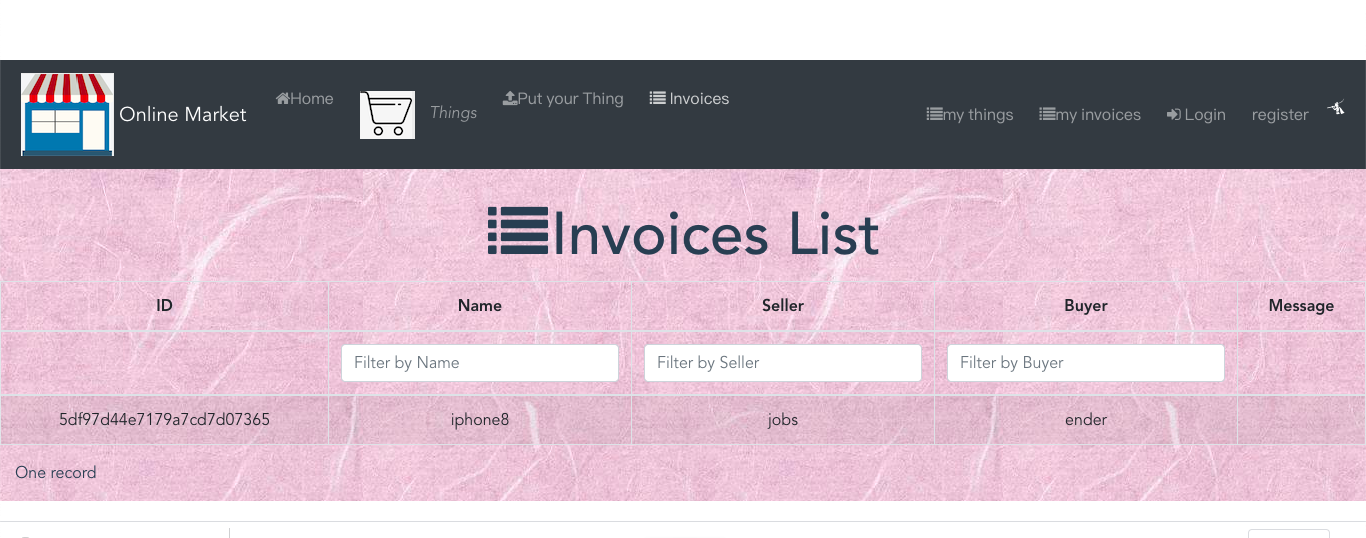 Online Market
Home
Things
Put your Thing
Invoices
my things
my invoices
Login
register
Invoices List
ID Name Seller Buyer Message
Filter by Name Filter by Seller Filter by Buyer
5df97d44e7179a7cd7d07365 iphone8 jobs ender
One record